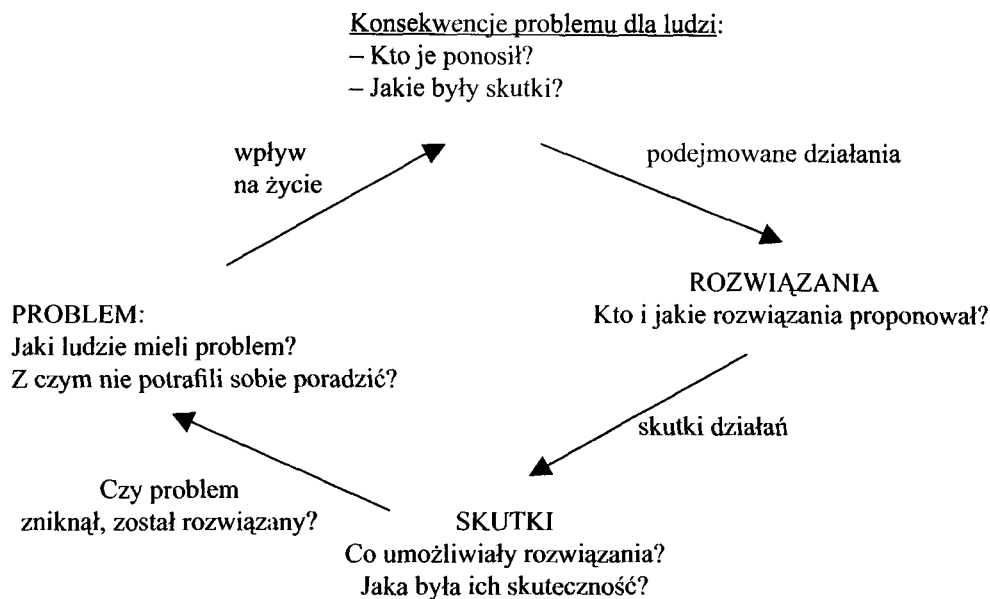 Konsekwencje problemu dla ludzi:
– Kto je ponosił?
– Jakie były skutki?
wpływ
na życie
podejmowane działania
ROZWIĄZANIA
Kto i jakie rozwiązania proponował?
PROBLEM:
Jaki ludzie mieli problem?
Z czym nie potrafili sobie poradzić?
skutki działań
Czy problem
zniknął, został rozwiązany?
SKUTKI
Co umożliwiały rozwiązania?
Jaka była ich skuteczność?